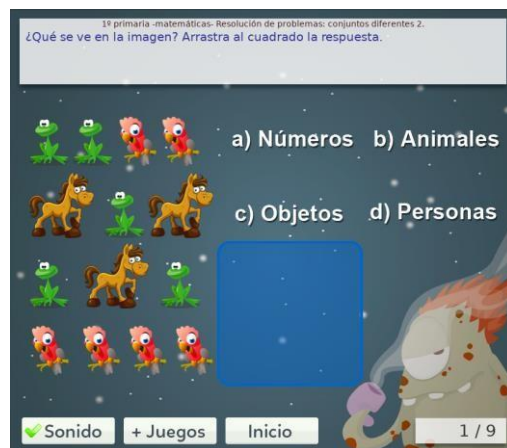 1º primaria -matemáticas- Resolución de problemas: conjuntos diferentes 2.
¿Qué se ve en la imagen? Arrastra al cuadrado la respuesta.
a) Números b) Animales
c) Objetos d) Personas
Sonido + Juegos Inicio 1 / 9